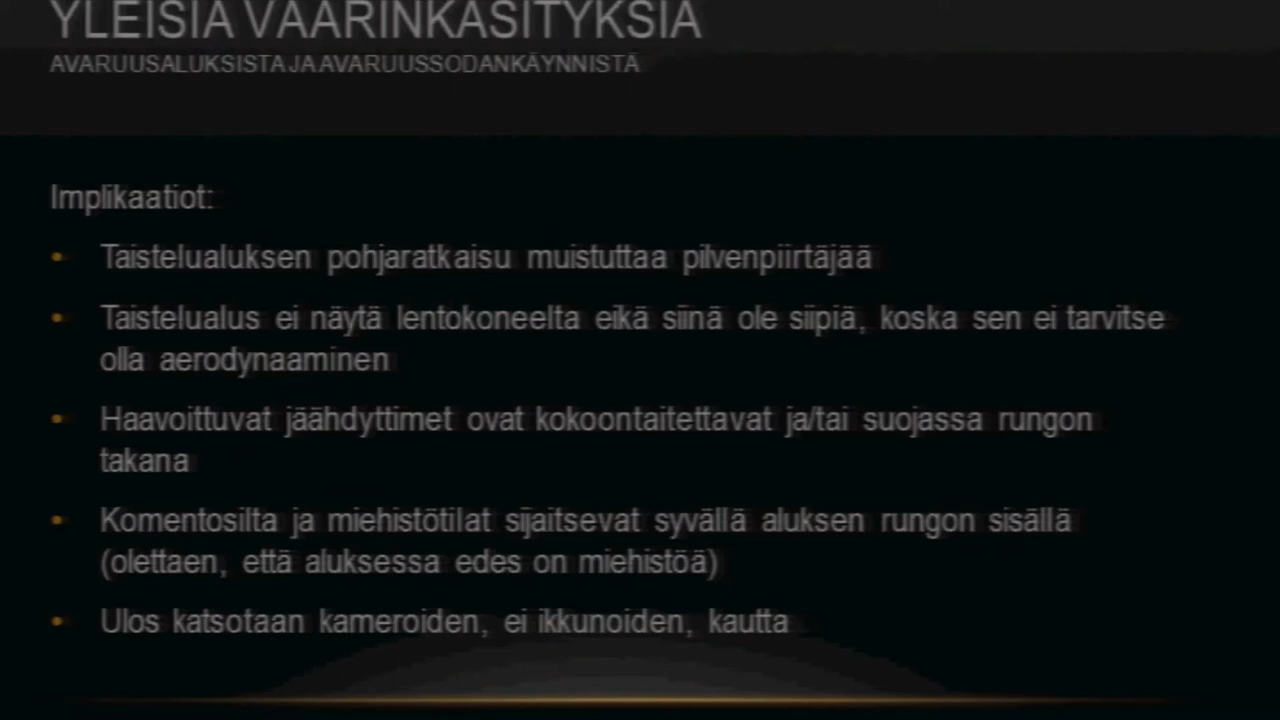 YLEISIÄ VÄÄRINKÄSITYKSIÄ
AVARUUSALUKSISTA JA AVARUUSSODANKÄYNNISTÄ
Implikaatiot:
• Taistelualuksen pohjaratkaisu muistuttaa pilvenpiirtäjää
• Taistelualus ei näytä lentokoneelta eikä siinä ole siipiä, koska sen ei tarvitse
olla aerodynaaminen
• Haavoittuvat jäähdyttimet ovat kokoontaitettavat ja/tai suojassa rungon
takana
• Komentosilta ja miehistötilat sijaitsevat syvällä aluksen rungon sisällä
(olettaen, että aluksessa edes on miehistöä)
• Ulos katsotaan kameroiden, ei ikkunoiden, kautta